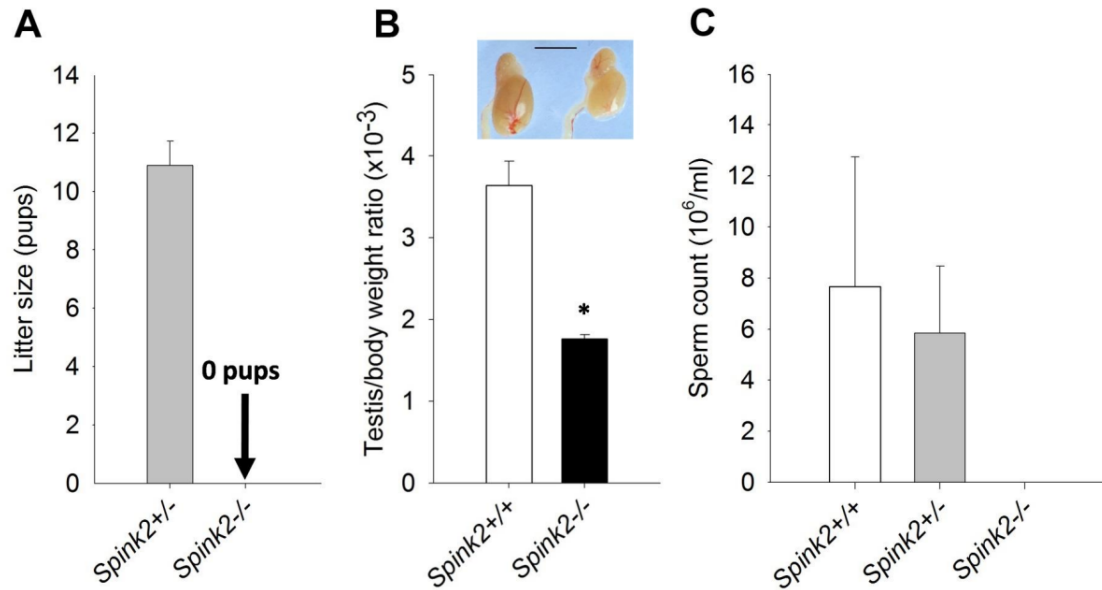 A
B
C
Litter size (pups)
14
12
10
8
6
4
2
0
0 pups
Spink2+/-
Spink2-/-
Testis/body weight ratio (x10⁻³)
5
4
3
2
1
0
*
Spink2+/+
Spink2-/-
Sperm count (10⁶/ml)
16
14
12
10
8
6
4
2
0
Spink2+/+
Spink2+/-
Spink2-/-